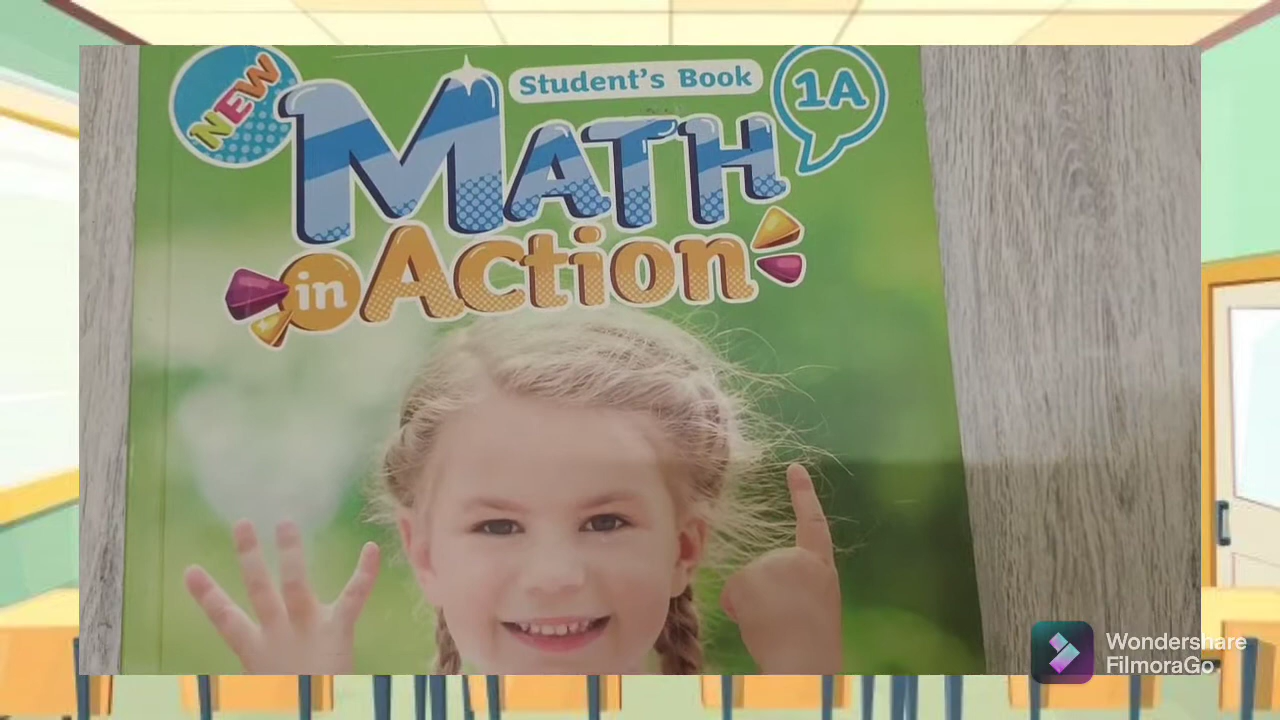 NEW
Student's Book
1A
MATH
in Action
Wondershare
FilmoraGo